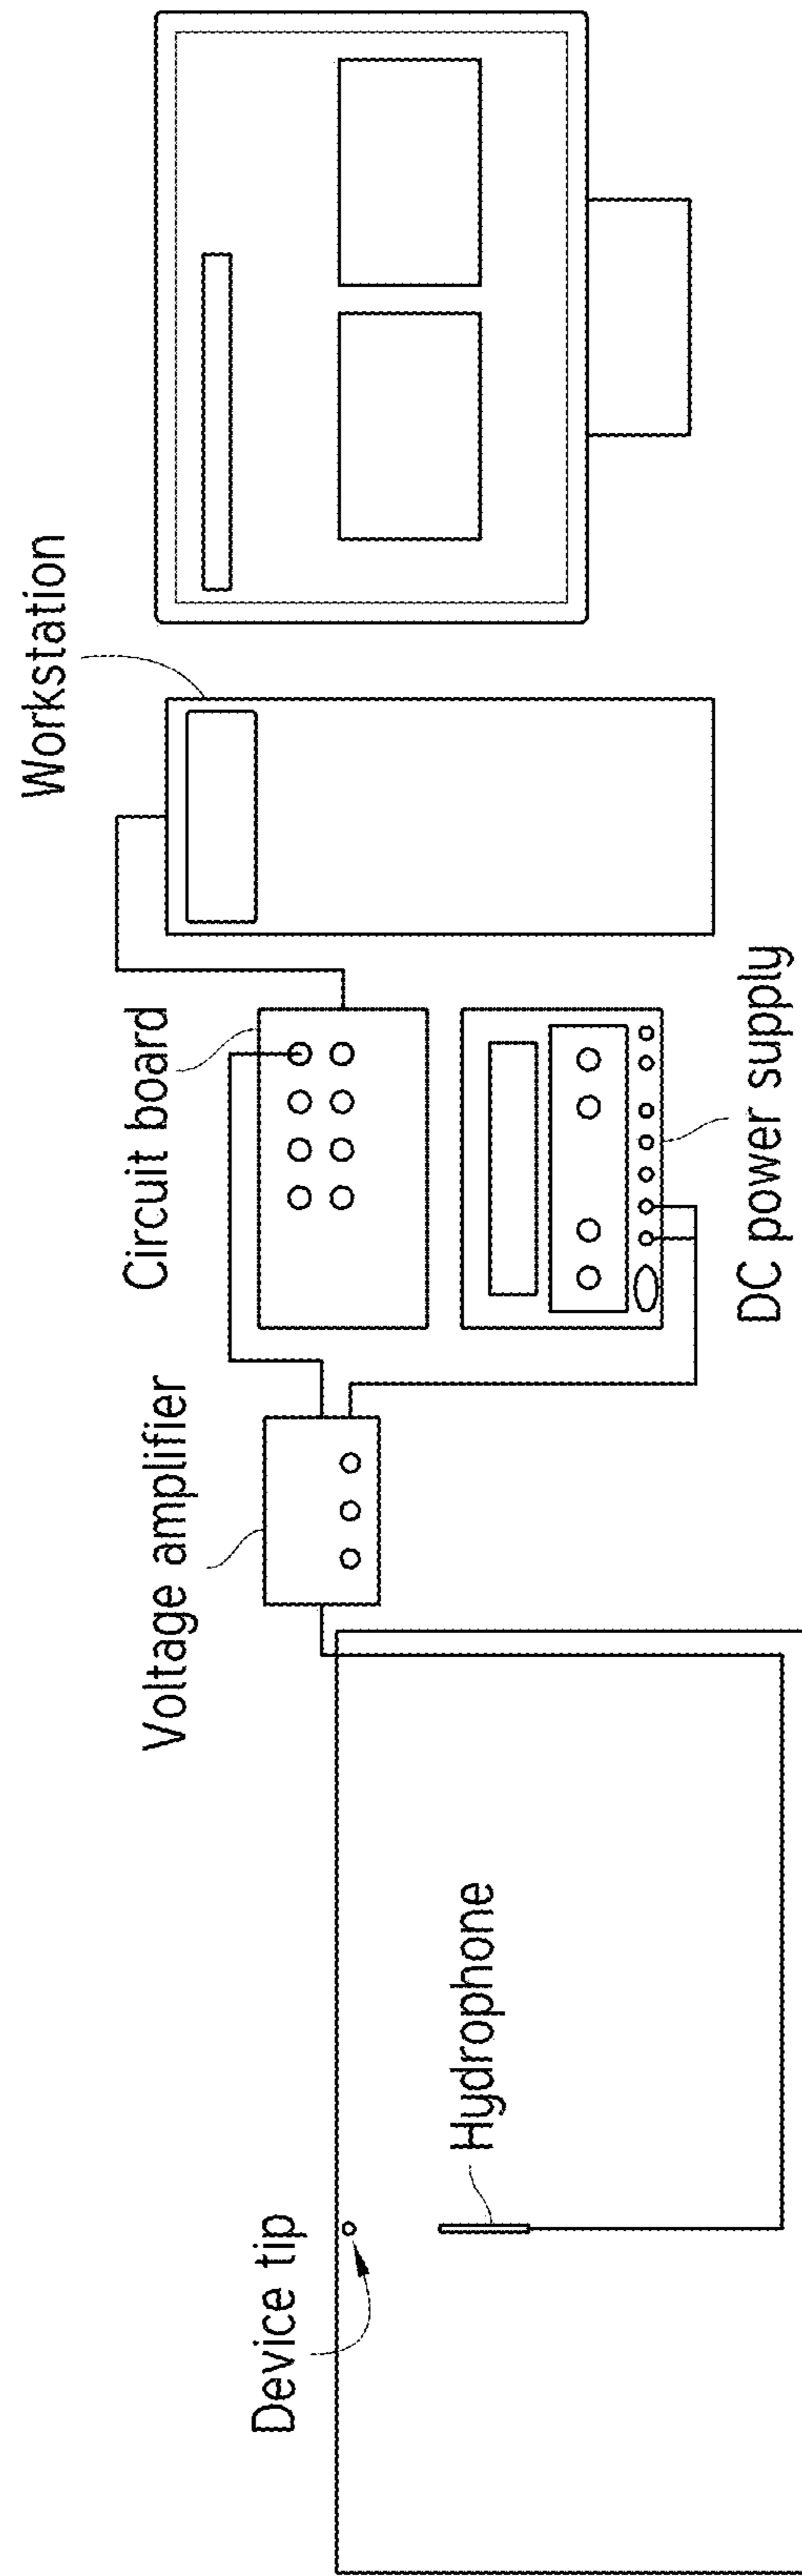 Workstation
Circuit board
Voltage amplifier
DC power supply
Hydrophone
Device tip